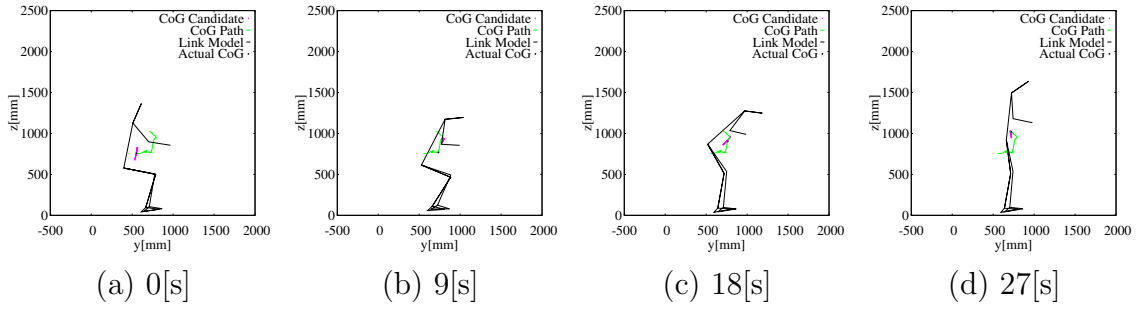 2500
2000
1500
1000
500
0
z[mm]
-500 0 500 1000 1500 2000
y[mm]
CoG Candidate
CoG Path
Link Model
Actual CoG
(a) 0[s]
2500
2000
1500
1000
500
0
z[mm]
-500 0 500 1000 1500 2000
y[mm]
CoG Candidate
CoG Path
Link Model
Actual CoG
(b) 9[s]
2500
2000
1500
1000
500
0
z[mm]
-500 0 500 1000 1500 2000
y[mm]
CoG Candidate
CoG Path
Link Model
Actual CoG
(c) 18[s]
2500
2000
1500
1000
500
0
z[mm]
-500 0 500 1000 1500 2000
y[mm]
CoG Candidate
CoG Path
Link Model
Actual CoG
(d) 27[s]